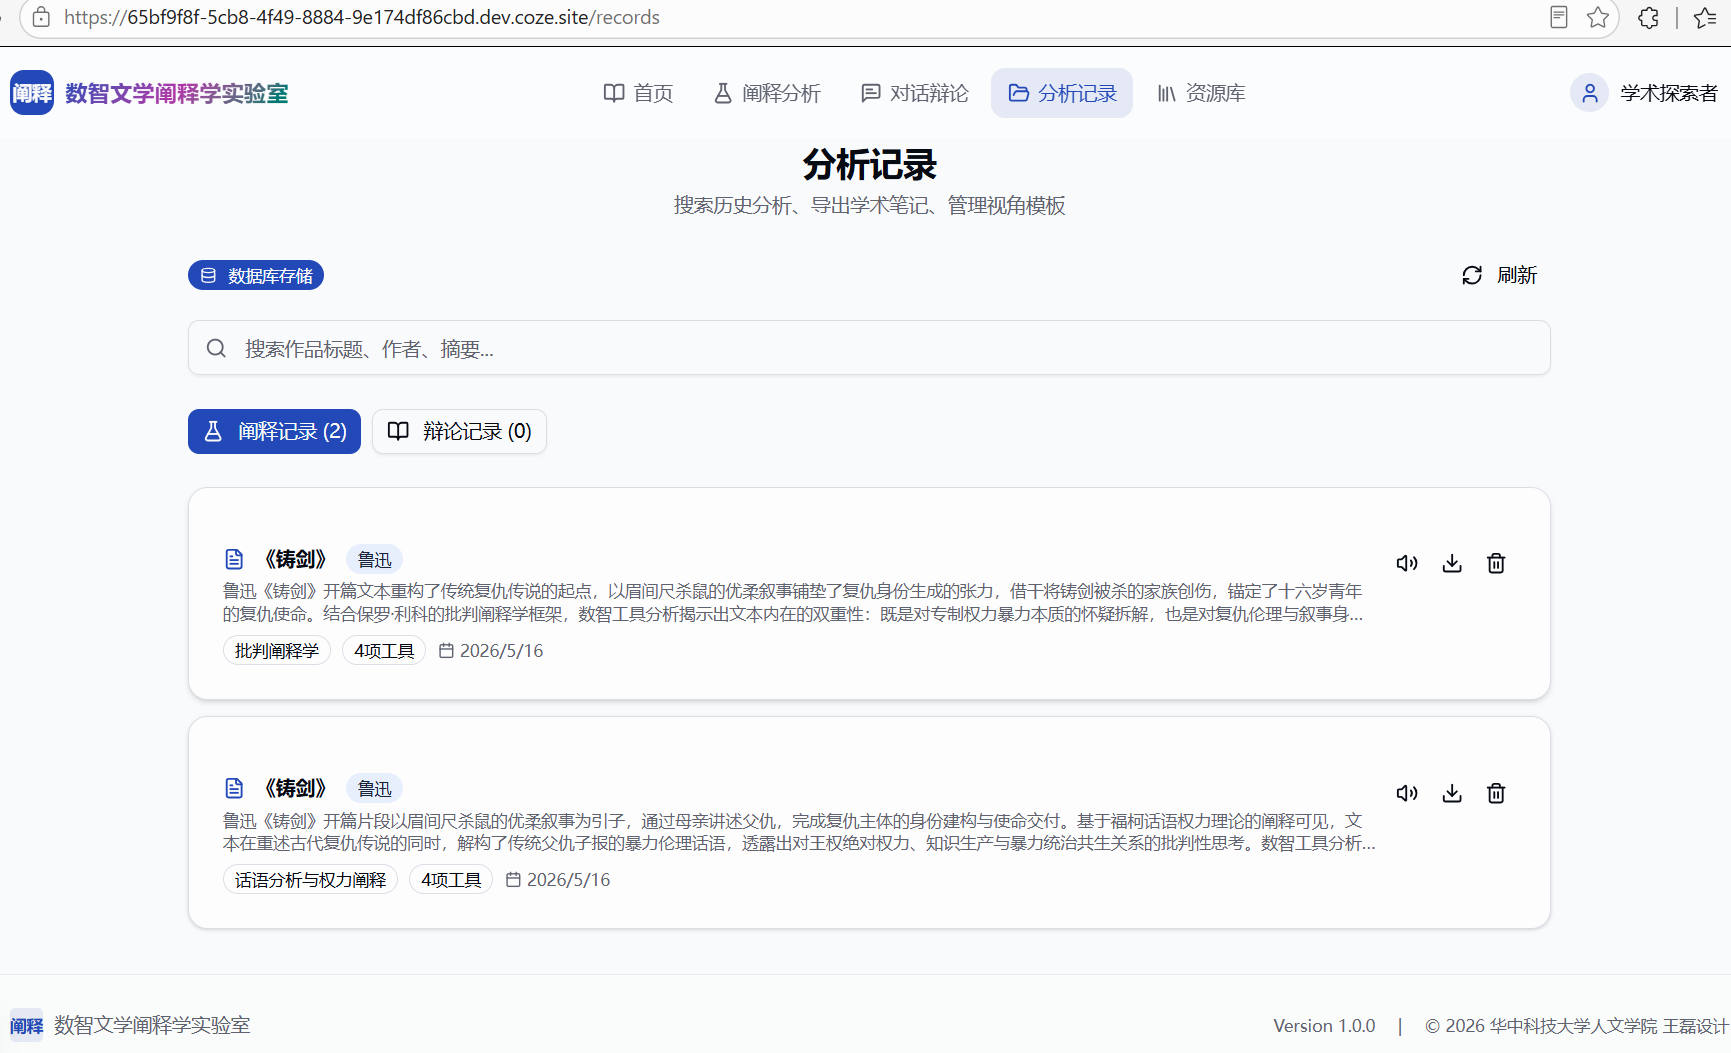 https://65bf9f8f-5cb8-4f49-8884-9e174df86cbd.dev.coze.site/records
阐释 数智文学阐释学实验室 首页 阐释分析 对话辩论 分析记录 资源库 学术探索者
分析记录
搜索历史分析、导出学术笔记、管理视角模板
数据库存储 刷新
搜索作品标题、作者、摘要...
阐释记录 (2) 辩论记录 (0)
《铸剑》 鲁迅
鲁迅《铸剑》开篇文本重构了传统复仇传说的起点，以眉间尺杀鼠的优柔叙事铺垫了复仇身份生成的张力，借干将铸剑被杀的家族创伤，锚定了十六岁青年
的复仇使命。结合保罗·利科的批判阐释学框架，数智工具分析揭示出文本内在的双重性：既是对专制权力暴力本质的怀疑拆解，也是对复仇伦理与叙事身...
批判阐释学 4项工具 2026/5/16
《铸剑》 鲁迅
鲁迅《铸剑》开篇片段以眉间尺杀鼠的优柔叙事为引子，通过母亲讲述父仇，完成复仇主体的身份建构与使命交付。基于福柯话语权力理论的阐释可见，文
本在重述古代复仇传说的同时，解构了传统父仇子报的暴力伦理话语，透露出对王权绝对权力、知识生产与暴力统治共生关系的批判性思考。数智工具分析...
话语分析与权力阐释 4项工具 2026/5/16
阐释 数智文学阐释学实验室 Version 1.0.0 | © 2026 华中科技大学人文学院 王磊设计